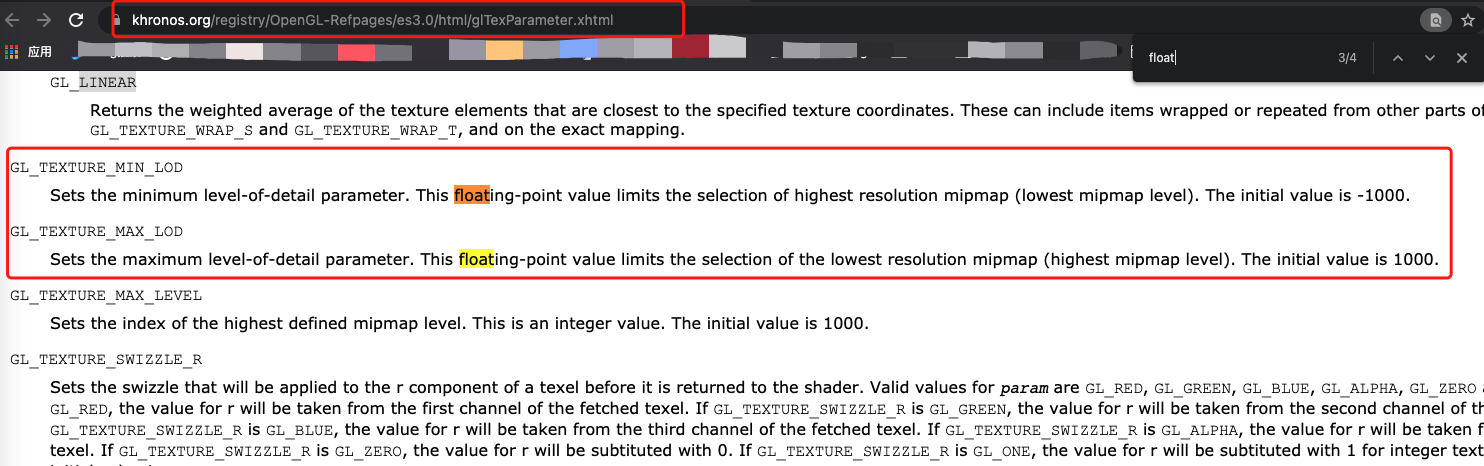 khronos.org/registry/OpenGL-Refpages/es3.0/html/glTexParameter.xhtml
应用
float
3/4
GL_LINEAR
Returns the weighted average of the texture elements that are closest to the specified texture coordinates. These can include items wrapped or repeated from other parts of
GL_TEXTURE_WRAP_S and GL_TEXTURE_WRAP_T, and on the exact mapping.
GL_TEXTURE_MIN_LOD
Sets the minimum level-of-detail parameter. This floating-point value limits the selection of highest resolution mipmap (lowest mipmap level). The initial value is -1000.
GL_TEXTURE_MAX_LOD
Sets the maximum level-of-detail parameter. This floating-point value limits the selection of the lowest resolution mipmap (highest mipmap level). The initial value is 1000.
GL_TEXTURE_MAX_LEVEL
Sets the index of the highest defined mipmap level. This is an integer value. The initial value is 1000.
GL_TEXTURE_SWIZZLE_R
Sets the swizzle that will be applied to the r component of a texel before it is returned to the shader. Valid values for param are GL_RED, GL_GREEN, GL_BLUE, GL_ALPHA, GL_ZERO
GL_RED, the value for r will be taken from the first channel of the fetched texel. If GL_TEXTURE_SWIZZLE_R is GL_GREEN, the value for r will be taken from the second channel of th
GL_TEXTURE_SWIZZLE_R is GL_BLUE, the value for r will be taken from the third channel of the fetched texel. If GL_TEXTURE_SWIZZLE_R is GL_ALPHA, the value for r will be taken f
texel. If GL_TEXTURE_SWIZZLE_R is GL_ZERO, the value for r will be subtituted with 0. If GL_TEXTURE_SWIZZLE_R is GL_ONE, the value for r will be subtituted with 1 for integer text